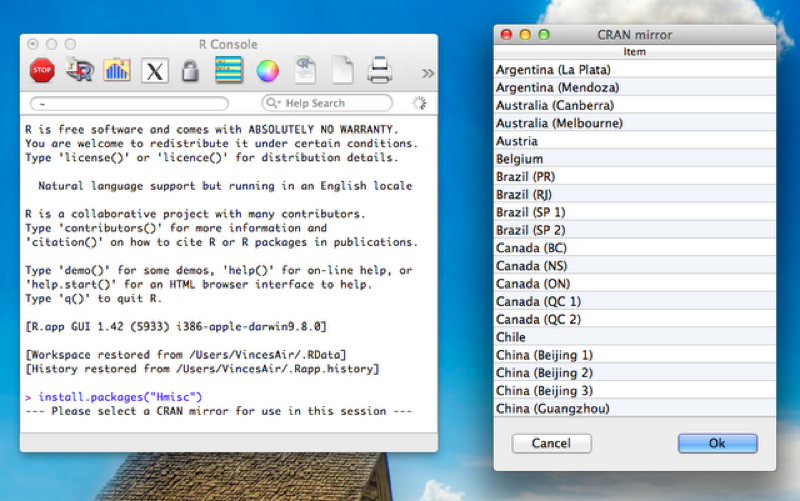 R Console
STOP
R
X
»
~
Help Search
R is free software and comes with ABSOLUTELY NO WARRANTY.
You are welcome to redistribute it under certain conditions.
Type 'license()' or 'licence()' for distribution details.
Natural language support but running in an English locale
R is a collaborative project with many contributors.
Type 'contributors()' for more information and
'citation()' on how to cite R or R packages in publications.
Type 'demo()' for some demos, 'help()' for on-line help, or
'help.start()' for an HTML browser interface to help.
Type 'q()' to quit R.
[R.app GUI 1.42 (5933) i386-apple-darwin9.8.0]
[Workspace restored from /Users/VincesAir/.RData]
[History restored from /Users/VincesAir/.Rapp.history]
> install.packages("Hmisc")
--- Please select a CRAN mirror for use in this session ---
CRAN mirror
Item
Argentina (La Plata)
Argentina (Mendoza)
Australia (Canberra)
Australia (Melbourne)
Austria
Belgium
Brazil (PR)
Brazil (RJ)
Brazil (SP 1)
Brazil (SP 2)
Canada (BC)
Canada (NS)
Canada (ON)
Canada (QC 1)
Canada (QC 2)
Chile
China (Beijing 1)
China (Beijing 2)
China (Beijing 3)
China (Guangzhou)
Cancel
Ok